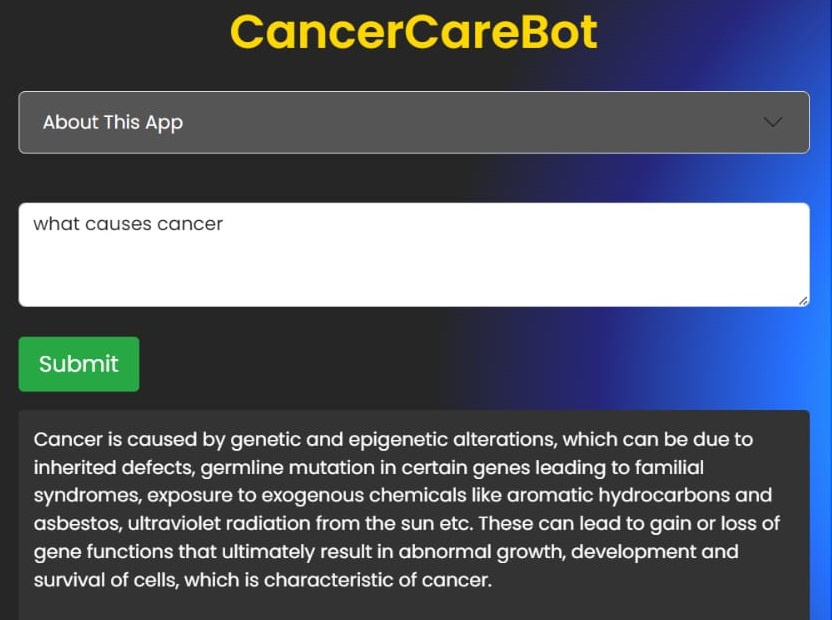 CancerCareBot
About This App
what causes cancer
Submit
Cancer is caused by genetic and epigenetic alterations, which can be due to
inherited defects, germline mutation in certain genes leading to familial
syndromes, exposure to exogenous chemicals like aromatic hydrocarbons and
asbestos, ultraviolet radiation from the sun etc. These can lead to gain or loss of
gene functions that ultimately result in abnormal growth, development and
survival of cells, which is characteristic of cancer.